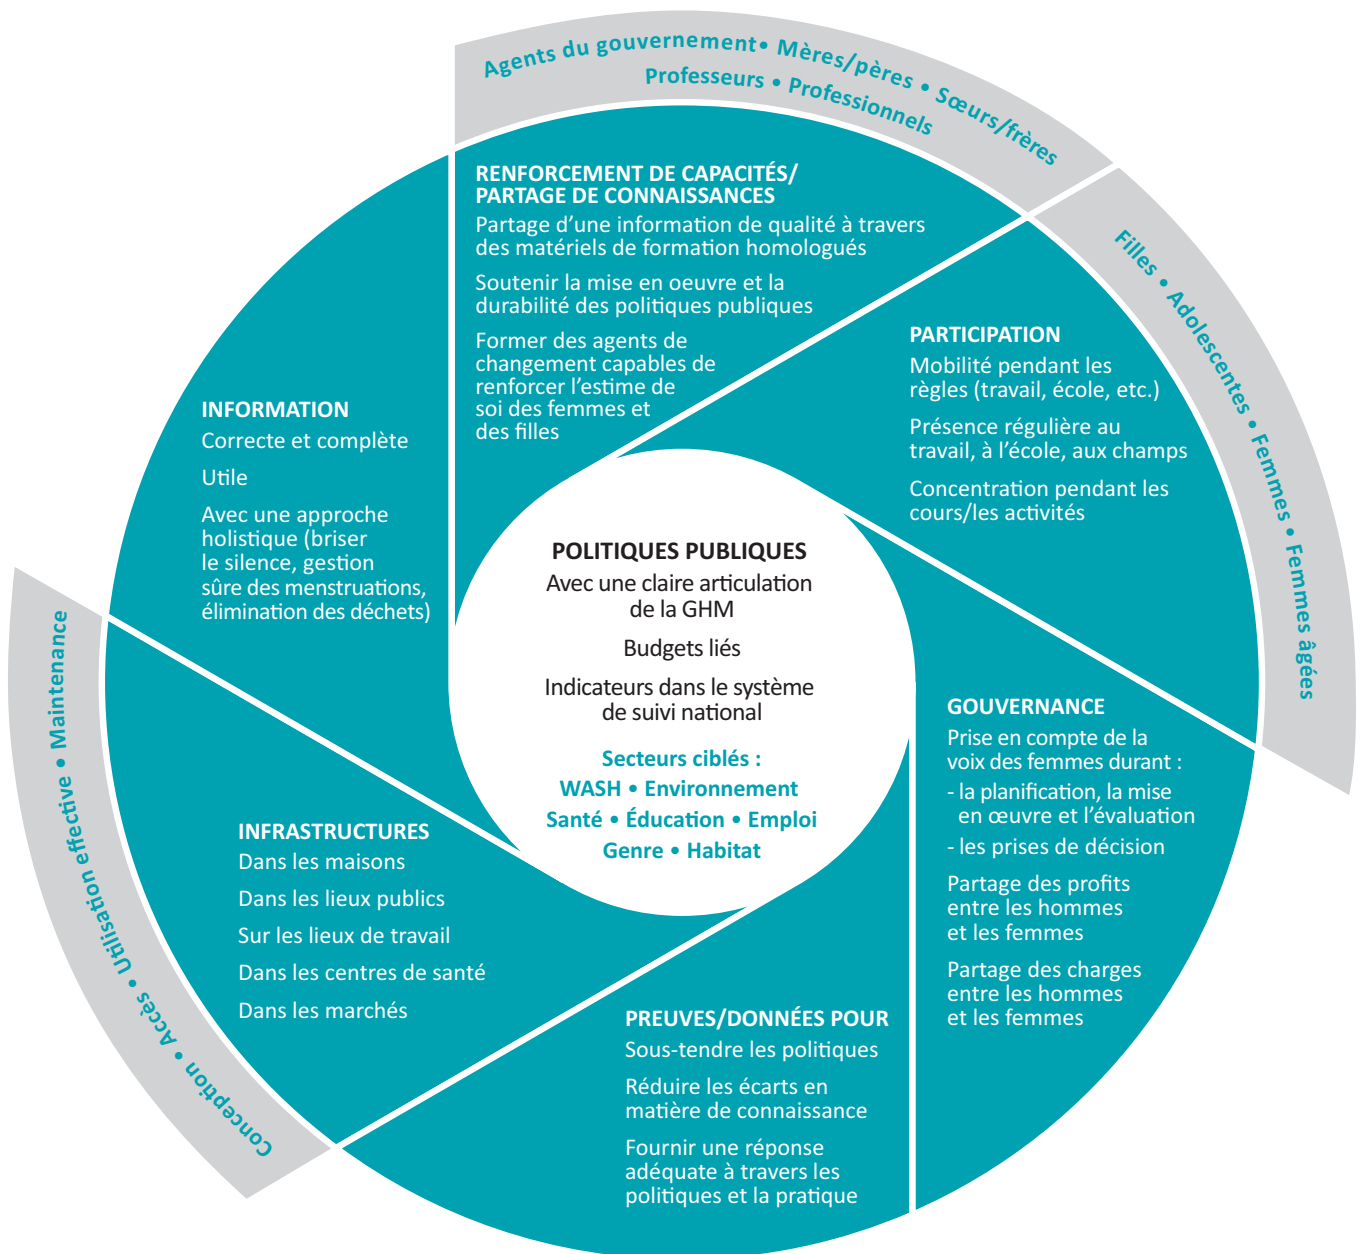 Agents du gouvernement• Mères/pères • Sœurs/frères
Professeurs • Professionnels
RENFORCEMENT DE CAPACITÉS/
PARTAGE DE CONNAISSANCES
Partage d’une information de qualité à travers
des matériels de formation homologués
Soutenir la mise en oeuvre et la
durabilité des politiques publiques
Former des agents de
changement capables de
renforcer l’estime de
soi des femmes et
des filles
Filles • Adolescentes • Femmes • Femmes âgées
PARTICIPATION
Mobilité pendant les
règles (travail, école, etc.)
Présence régulière au
travail, à l’école, aux champs
Concentration pendant les
cours/les activités
INFORMATION
Correcte et complète
Utile
Avec une approche
holistique (briser
le silence, gestion
sûre des menstruations,
élimination des déchets)
POLITIQUES PUBLIQUES
Avec une claire articulation
de la GHM
Budgets liés
Indicateurs dans le système
de suivi national
Secteurs ciblés :
WASH • Environnement
Santé • Éducation • Emploi
Genre • Habitat
GOUVERNANCE
Prise en compte de la
voix des femmes durant :
- la planification, la mise
en œuvre et l’évaluation
- les prises de décision
Partage des profits
entre les hommes
et les femmes
Partage des charges
entre les hommes
et les femmes
Conception • Accès • Utilisation effective • Maintenance
INFRASTRUCTURES
Dans les maisons
Dans les lieux publics
Sur les lieux de travail
Dans les centres de santé
Dans les marchés
PREUVES/DONNÉES POUR
Sous-tendre les politiques
Réduire les écarts en
matière de connaissance
Fournir une réponse
adéquate à travers les
politiques et la pratique